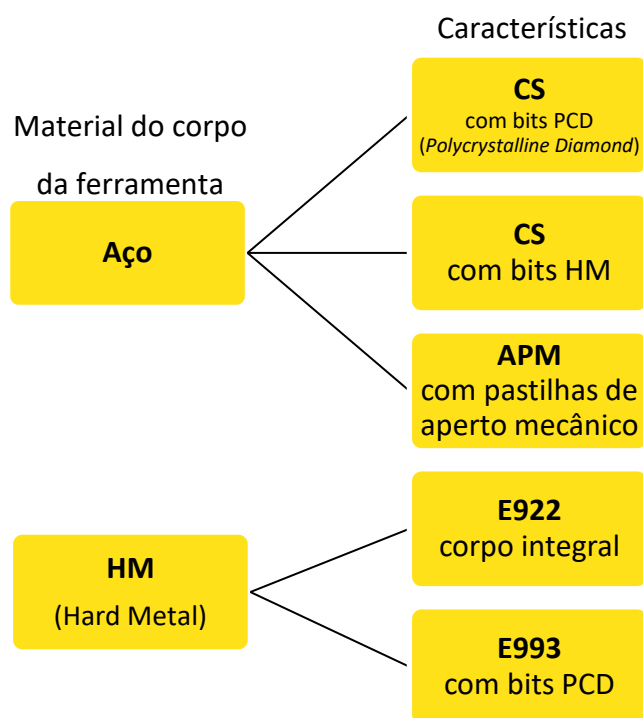 Características
Material do corpo
da ferramenta
Aço
CS
com bits PCD
(Polycrystalline Diamond)
CS
com bits HM
APM
com pastilhas de
aperto mecânico
HM
(Hard Metal)
E922
corpo integral
E993
com bits PCD